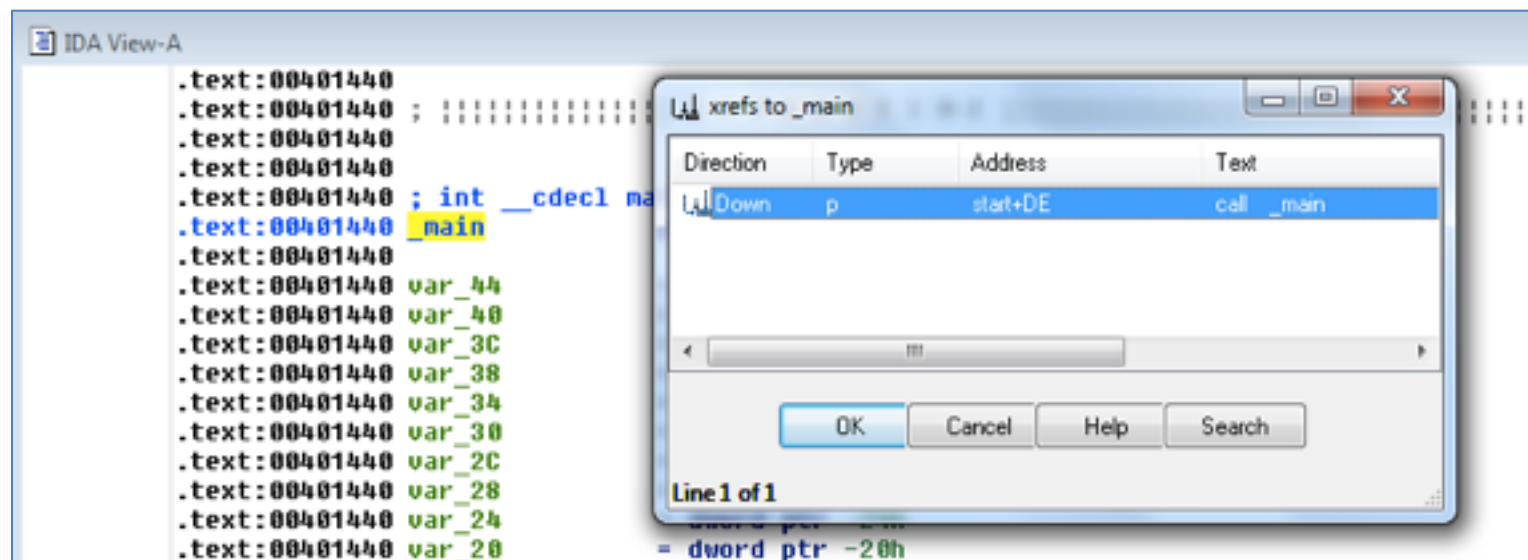 IDA View-A
.text:00401440
.text:00401440 ;
.text:00401440
.text:00401440
.text:00401440 ; int __cdecl ma
.text:00401440 _main
.text:00401440
.text:00401440 var_44
.text:00401440 var_40
.text:00401440 var_3C
.text:00401440 var_38
.text:00401440 var_34
.text:00401440 var_30
.text:00401440 var_2C
.text:00401440 var_28
.text:00401440 var_24 = dword ptr -24h
.text:00401440 var_20 = dword ptr -20h
xrefs to _main
Direction Type Address Text
Down p start+DE call _main
OK Cancel Help Search
Line 1 of 1